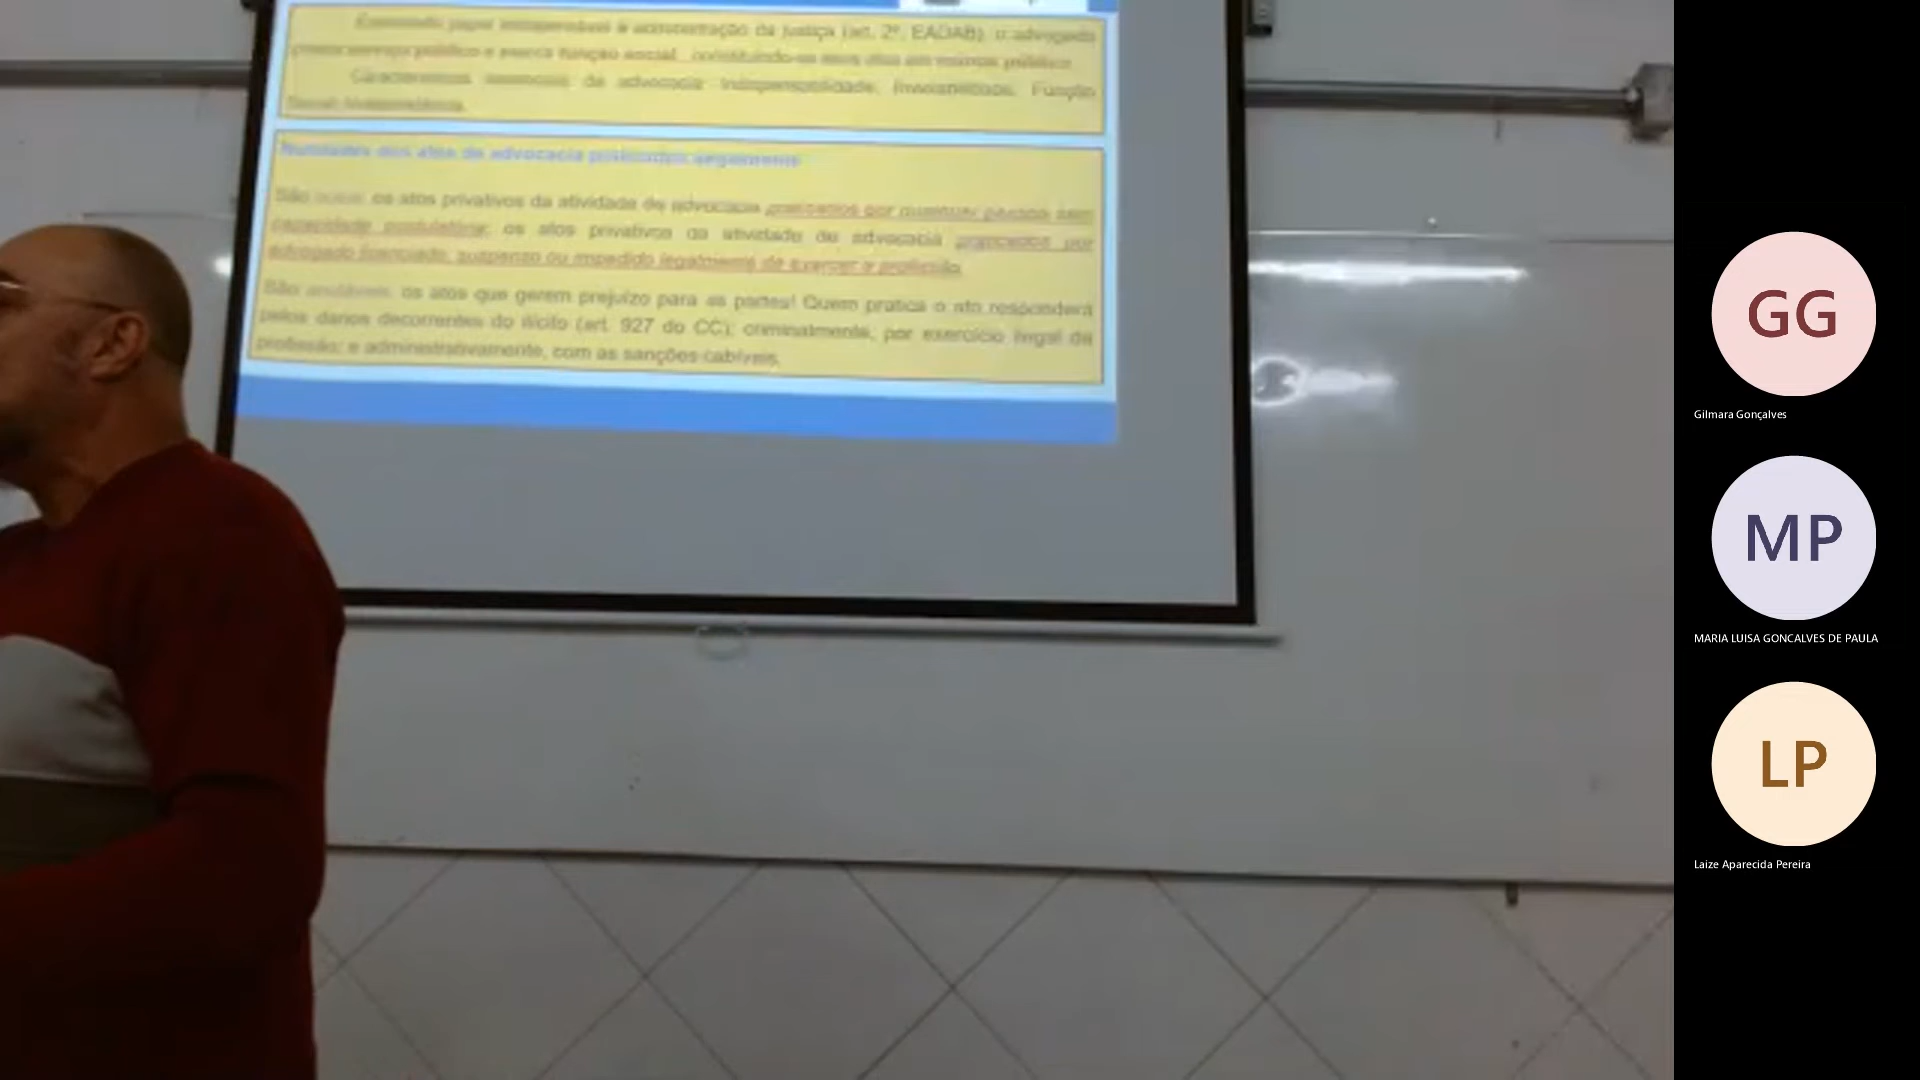 Exercendo papel indispensável à administração da justiça (art. 2º, EAOAB), o advogado
presta serviço público e exerce função social, constituindo-se seus atos em múnus público.
Características essenciais da advocacia: Indispensabilidade, Inviolabilidade, Função
Social, Independência.
Nulidades dos atos de advocacia praticados
São nulos: os atos privativos da atividade de advocacia praticados por qualquer pessoa sem
capacidade postulatória; os atos privativos da atividade de advocacia praticados por
advogado licenciado, suspenso ou impedido legalmente de exercer a profissão.
São anuláveis: os atos que gerem prejuízo para as partes! Quem pratica o ato responderá
pelos danos decorrentes do ilícito (art. 927 do CC); criminalmente, por exercício ilegal da
profissão; e administrativamente, com as sanções cabíveis.
GG
Gilmara Gonçalves
MP
MARIA LUISA GONCALVES DE PAULA
LP
Laize Aparecida Pereira